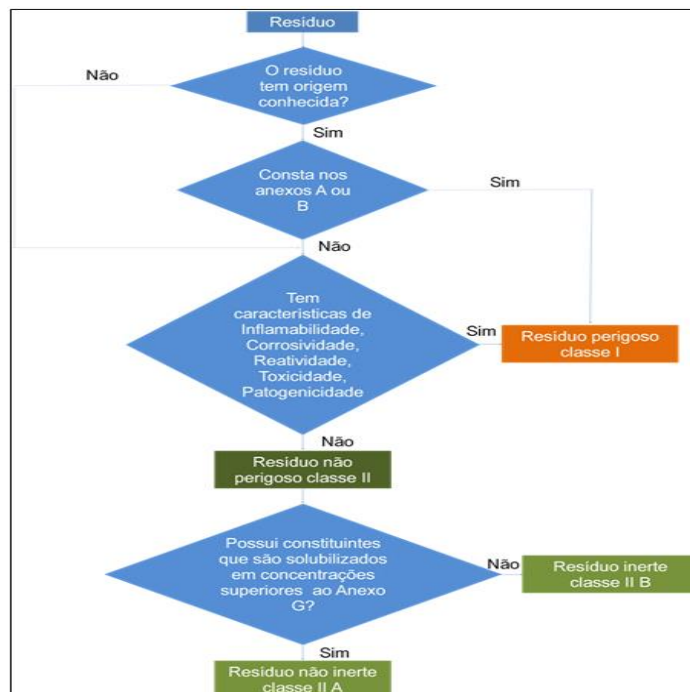 Resíduo
Não
O resíduo
tem origem
conhecida?
Sim
Consta nos
anexos A ou
B
Sim
Não
Tem
características de
Inflamabilidade,
Corrosividade,
Reatividade,
Toxicidade,
Patogenicidade
Sim
Resíduo perigoso
classe I
Não
Resíduo não
perigoso classe II
Possui constituintes
que são solubilizados
em concentrações
superiores ao Anexo
G?
Não
Resíduo inerte
classe II B
Sim
Resíduo não inerte
classe II A